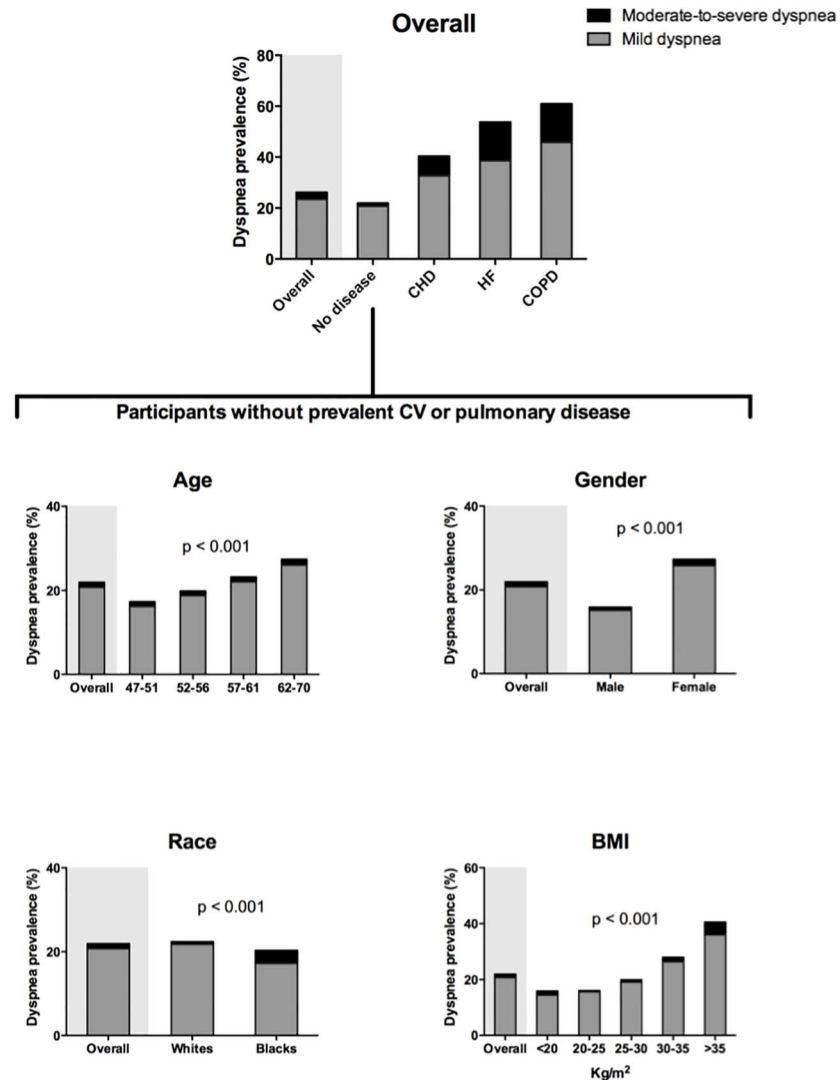 Overall
Moderate-to-severe dyspnea
Mild dyspnea
Dyspnea prevalence (%)
80
60
40
20
0
Overall
No disease
CHD
HF
COPD
Participants without prevalent CV or pulmonary disease
Age
Dyspnea prevalence (%)
40
20
0
p < 0.001
Overall 47-51 52-56 57-61 62-70
Gender
Dyspnea prevalence (%)
40
20
0
p < 0.001
Overall Male Female
Race
Dyspnea prevalence (%)
40
20
0
p < 0.001
Overall Whites Blacks
BMI
Dyspnea prevalence (%)
60
40
20
0
p < 0.001
Overall <20 20-25 25-30 30-35 >35
Kg/m²